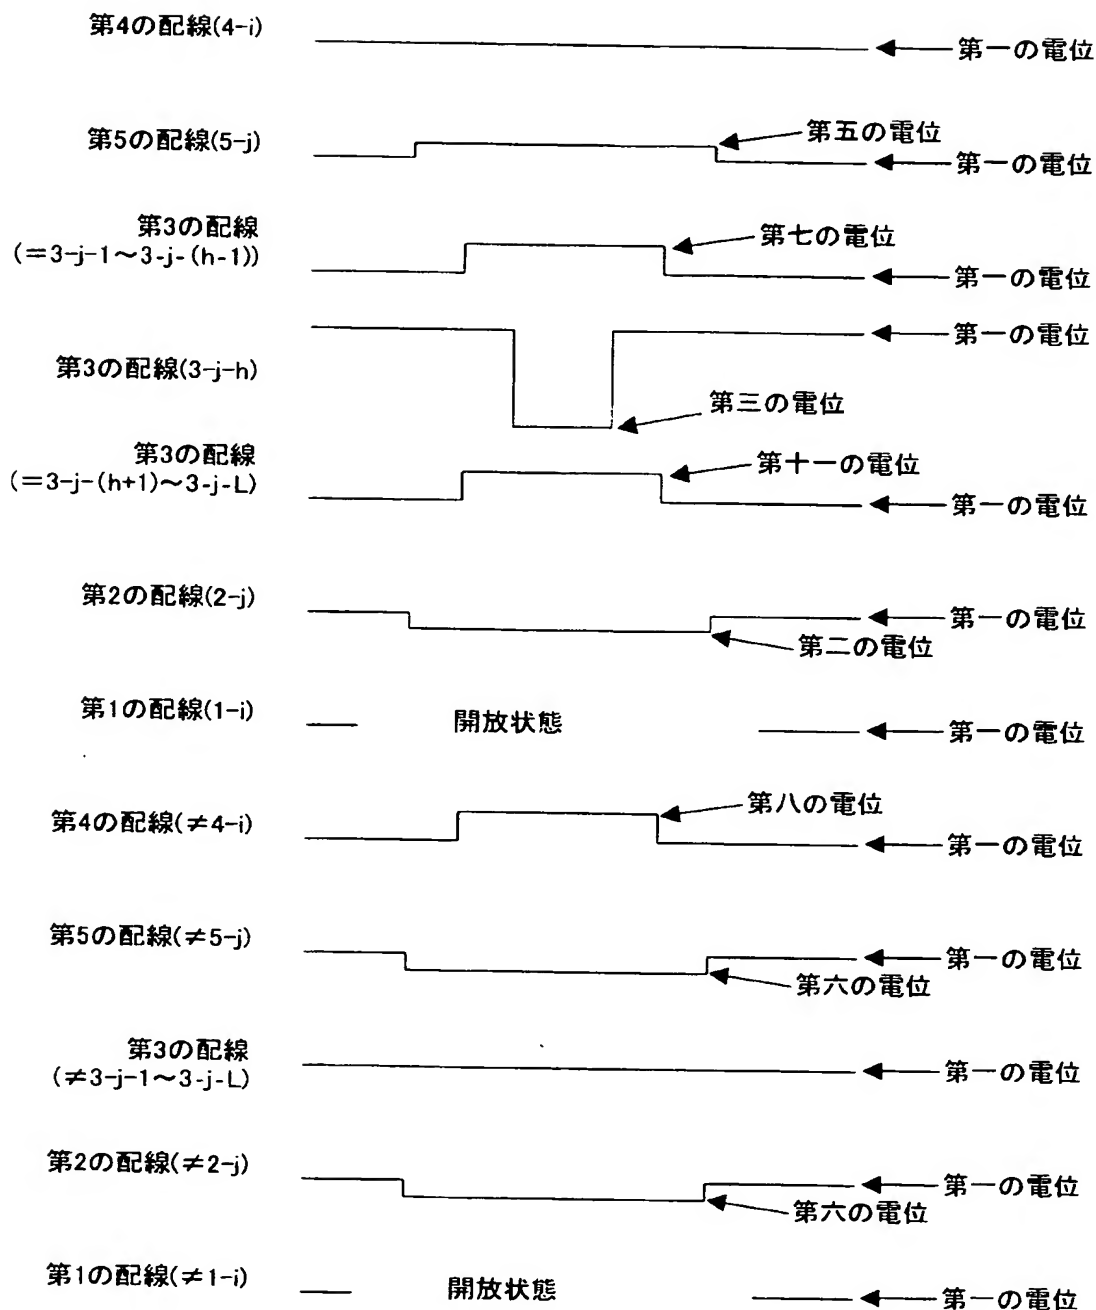 第4の配線(4-i)
第一の電位
第5の配線(5-j)
第五の電位
第一の電位
第3の配線
(=3-j-1～3-j-(h-1))
第七の電位
第一の電位
第一の電位
第3の配線(3-j-h)
第三の電位
第3の配線
(=3-j-(h+1)～3-j-L)
第十一の電位
第一の電位
第2の配線(2-j)
第一の電位
第二の電位
第1の配線(1-i)
開放状態
第一の電位
第4の配線(≠4-i)
第八の電位
第一の電位
第5の配線(≠5-j)
第一の電位
第六の電位
第3の配線
(≠3-j-1～3-j-L)
第一の電位
第2の配線(≠2-j)
第一の電位
第六の電位
第1の配線(≠1-i)
開放状態
第一の電位